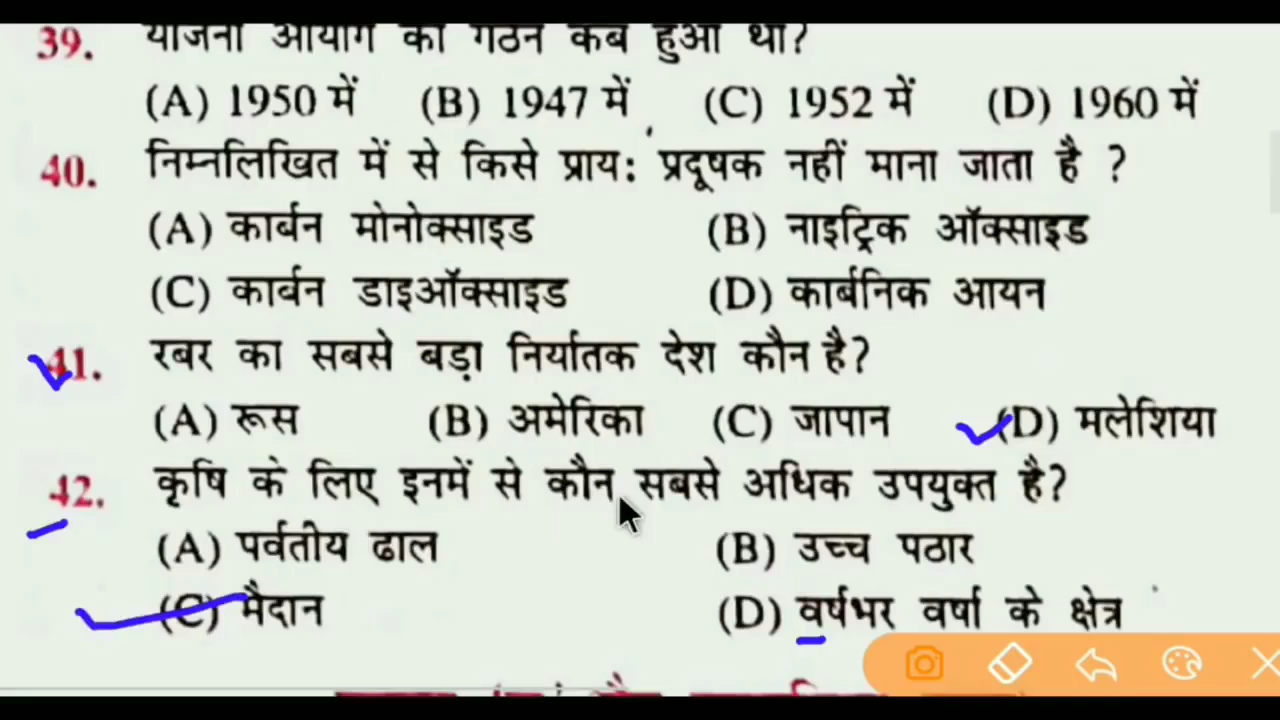 39. योजना आयोग का गठन कब हुआ था?
(A) 1950 में (B) 1947 में (C) 1952 में (D) 1960 में
40. निम्नलिखित में से किसे प्राय: प्रदूषक नहीं माना जाता है ?
(A) कार्बन मोनोक्साइड (B) नाइट्रिक ऑक्साइड
(C) कार्बन डाइऑक्साइड (D) कार्बनिक आयन
41. रबर का सबसे बड़ा निर्यातक देश कौन है?
(A) रूस (B) अमेरिका (C) जापान (D) मलेशिया
42. कृषि के लिए इनमें से कौन सबसे अधिक उपयुक्त है?
(A) पर्वतीय ढाल (B) उच्च पठार
(C) मैदान (D) वर्षभर वर्षा के क्षेत्र